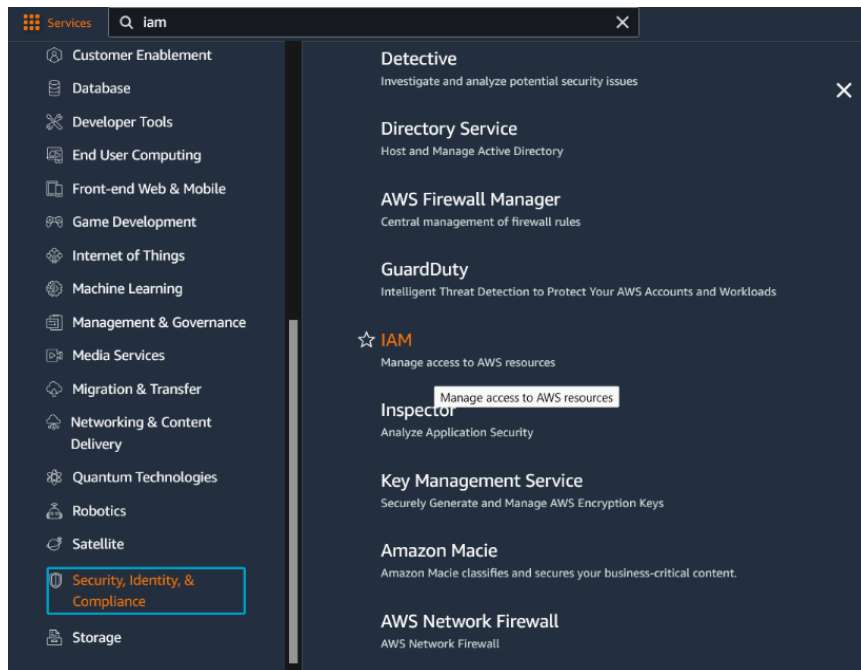 Services
iam
Customer Enablement
Database
Developer Tools
End User Computing
Front-end Web & Mobile
Game Development
Internet of Things
Machine Learning
Management & Governance
Media Services
Migration & Transfer
Networking & Content
Delivery
Quantum Technologies
Robotics
Satellite
Security, Identity, &
Compliance
Storage
Detective
Investigate and analyze potential security issues
Directory Service
Host and Manage Active Directory
AWS Firewall Manager
Central management of firewall rules
GuardDuty
Intelligent Threat Detection to Protect Your AWS Accounts and Workloads
IAM
Manage access to AWS resources
Manage access to AWS resources
Inspector
Analyze Application Security
Key Management Service
Securely Generate and Manage AWS Encryption Keys
Amazon Macie
Amazon Macie classifies and secures your business-critical content.
AWS Network Firewall
AWS Network Firewall